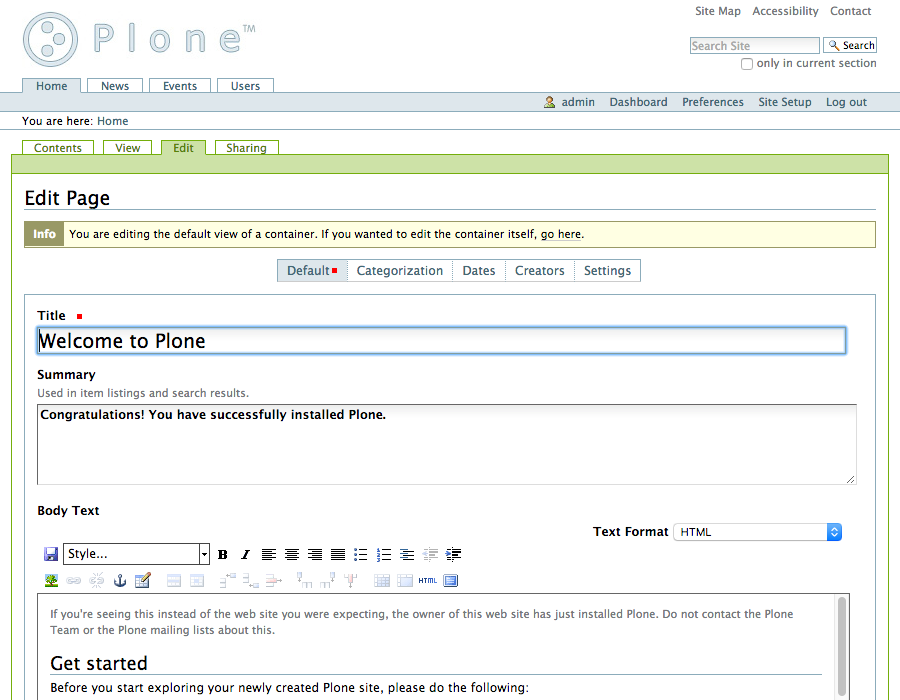 Site Map Accessibility Contact
Plone™
Search Site Search
only in current section
Home News Events Users
admin Dashboard Preferences Site Setup Log out
You are here: Home
Contents View Edit Sharing
Edit Page
Info You are editing the default view of a container. If you wanted to edit the container itself, go here.
Default Categorization Dates Creators Settings
Title
Welcome to Plone
Summary
Used in item listings and search results.
Congratulations! You have successfully installed Plone.
Body Text
Text Format HTML
Style... B I
HTML
If you're seeing this instead of the web site you were expecting, the owner of this web site has just installed Plone. Do not contact the Plone
Team or the Plone mailing lists about this.
Get started
Before you start exploring your newly created Plone site, please do the following: